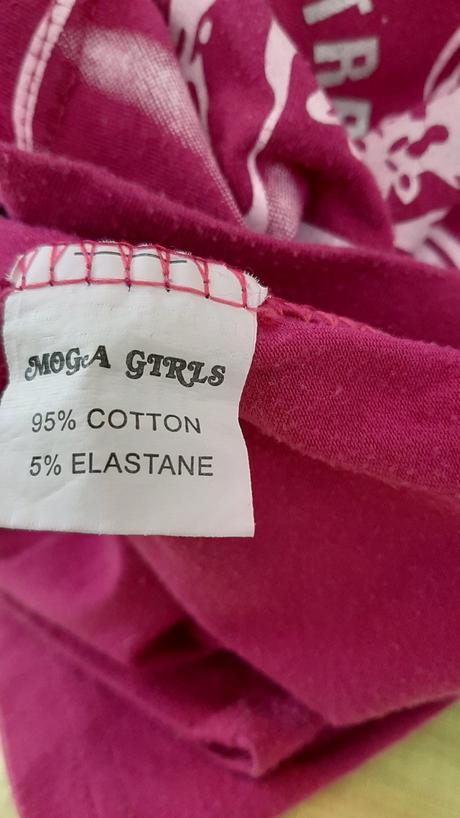 MOGA GIRLS
95% COTTON
5% ELASTANE